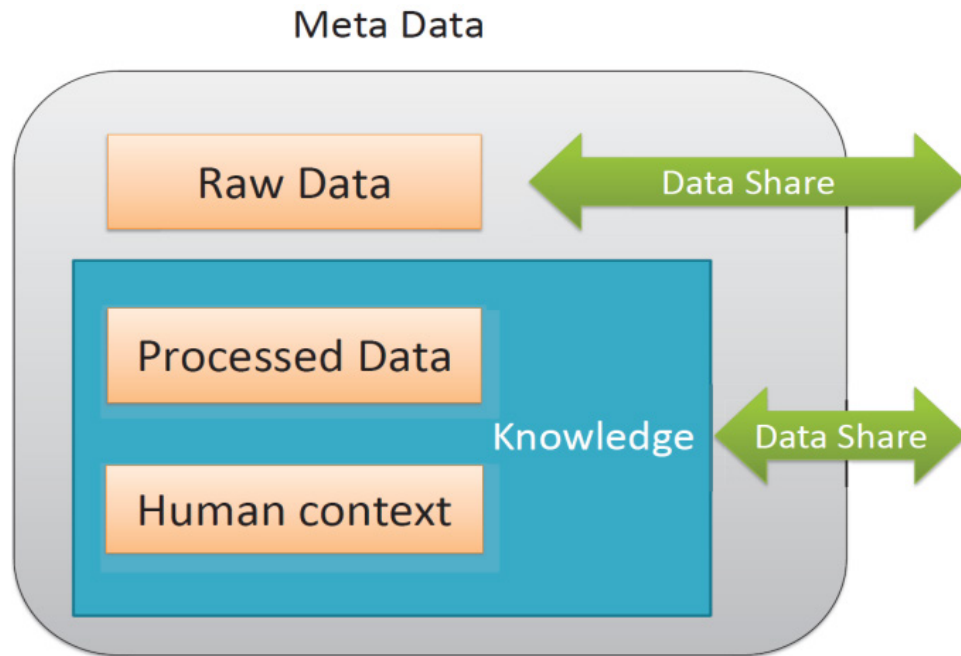 Meta Data
Raw Data
Data Share
Processed Data
Knowledge
Data Share
Human context